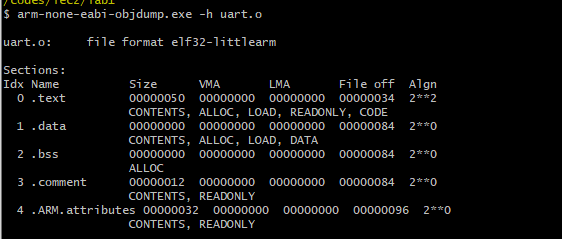 /Codes/Tec2/lab1
$ arm-none-eabi-objdump.exe -h uart.o
uart.o:     file format elf32-littlearm
Sections:
Idx Name          Size      VMA       LMA       File off  Algn
  0 .text         00000050  00000000  00000000  00000034  2**2
                  CONTENTS, ALLOC, LOAD, READONLY, CODE
  1 .data         00000000  00000000  00000000  00000084  2**0
                  CONTENTS, ALLOC, LOAD, DATA
  2 .bss          00000000  00000000  00000000  00000084  2**0
                  ALLOC
  3 .comment      00000012  00000000  00000000  00000084  2**0
                  CONTENTS, READONLY
  4 .ARM.attributes 00000032  00000000  00000000  00000096  2**0
                  CONTENTS, READONLY